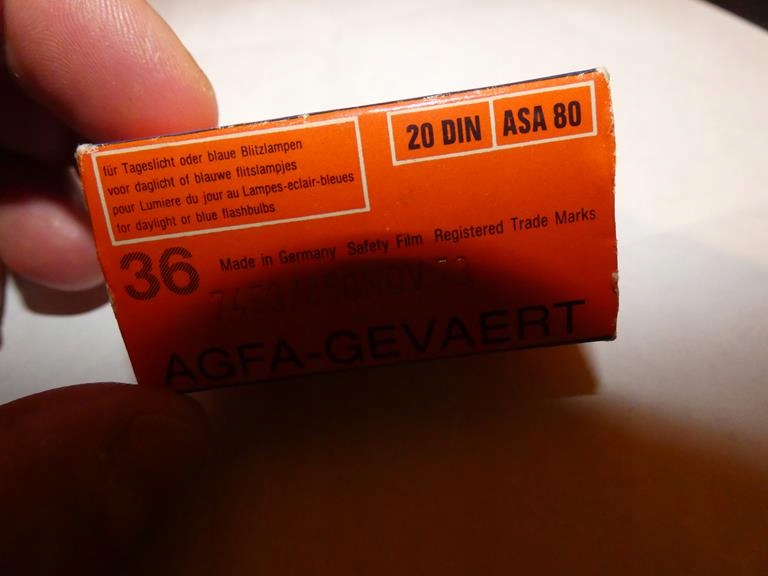 für Tageslicht oder blaue Blitzlampen
voor daglicht of blauwe flitslampjes
pour Lumiere du jour au Lampes-eclair-bleues
for daylight or blue flashbulbs
20 DIN ASA 80
36 Made in Germany Safety Film Registered Trade Marks
NOV
AGFA-GEVAERT